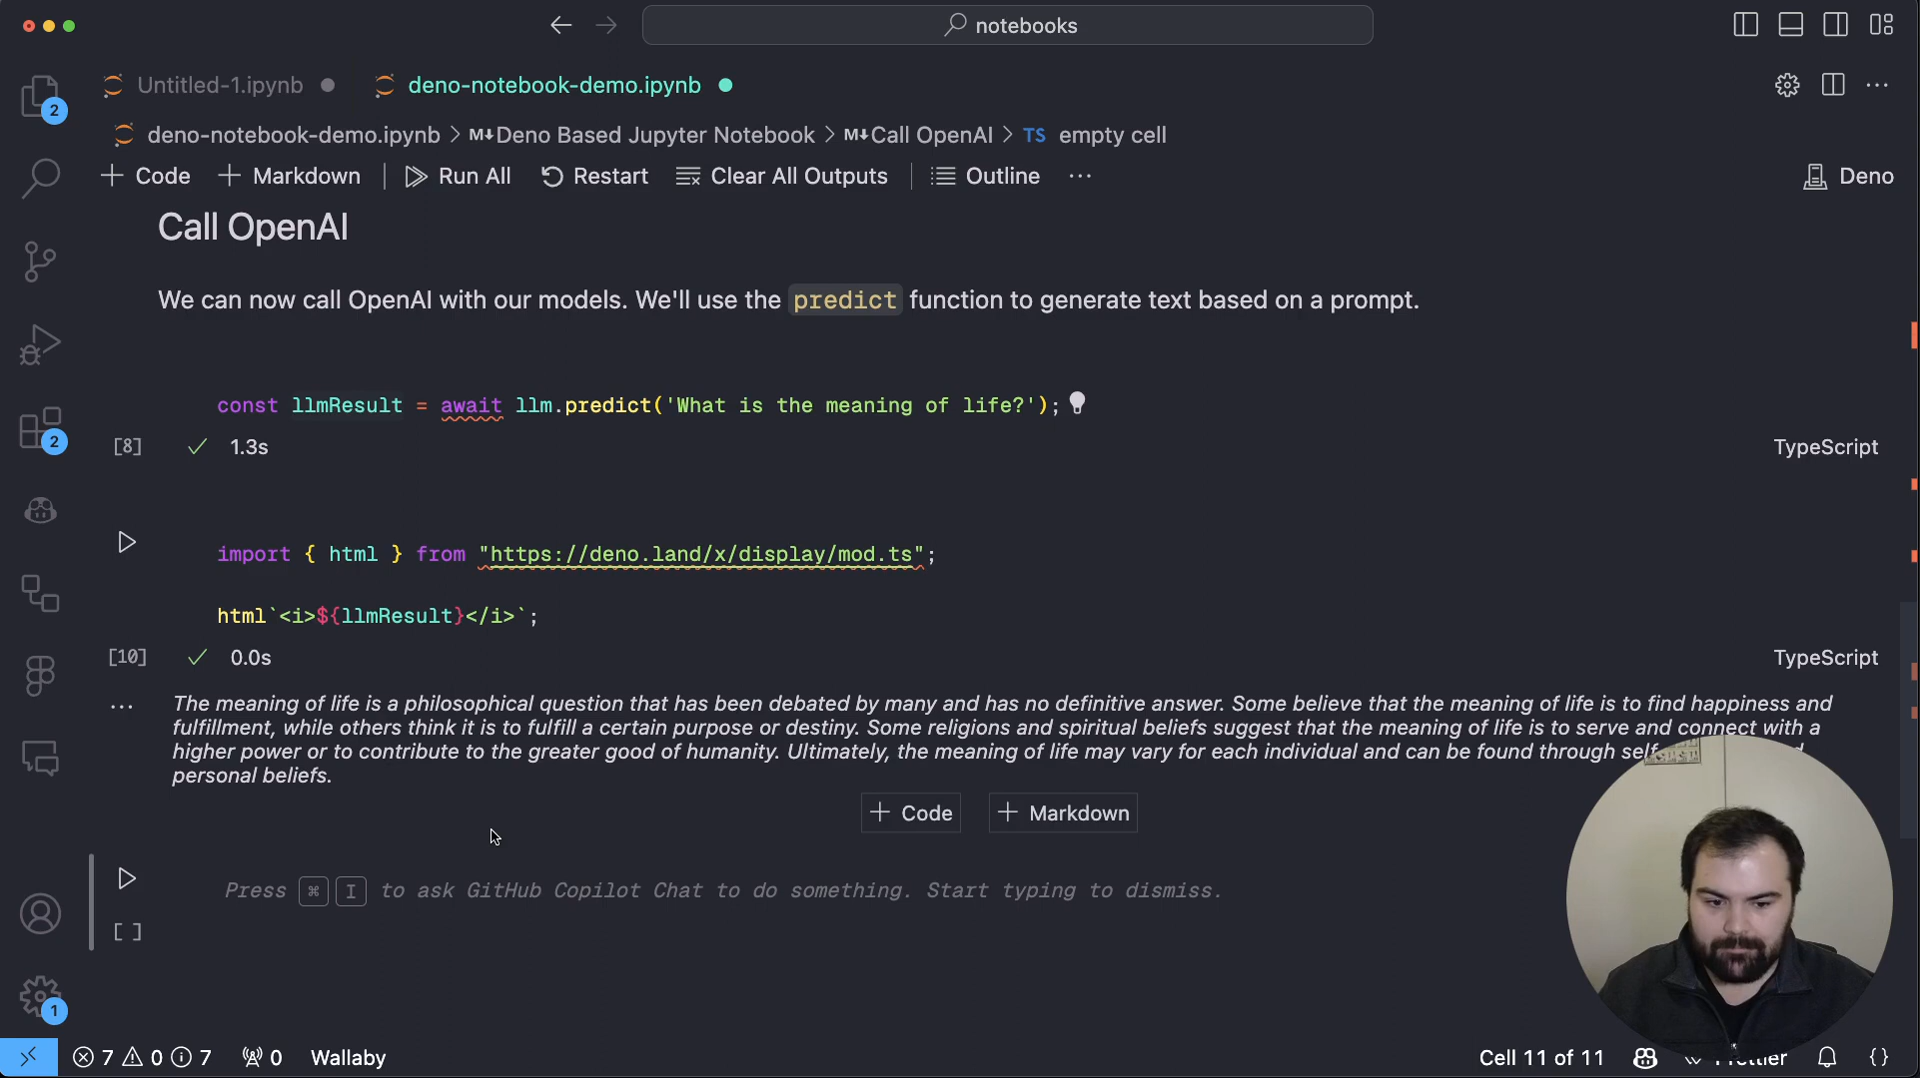 notebooks
Untitled-1.ipynb
deno-notebook-demo.ipynb
deno-notebook-demo.ipynb > M↓Deno Based Jupyter Notebook > M↓Call OpenAI > TS empty cell
+ Code + Markdown Run All Restart Clear All Outputs Outline ··· Deno
Call OpenAI
We can now call OpenAI with our models. We'll use the predict function to generate text based on a prompt.
const llmResult = await llm.predict('What is the meaning of life?');
[8] ✓ 1.3s TypeScript
import { html } from "https://deno.land/x/display/mod.ts";
html`<i>${llmResult}</i>`;
[10] ✓ 0.0s TypeScript
The meaning of life is a philosophical question that has been debated by many and has no definitive answer. Some believe that the meaning of life is to find happiness and
fulfillment, while others think it is to fulfill a certain purpose or destiny. Some religions and spiritual beliefs suggest that the meaning of life is to serve and connect with a
higher power or to contribute to the greater good of humanity. Ultimately, the meaning of life may vary for each individual and can be found through self
personal beliefs.
+ Code + Markdown
Press ⌘ I to ask GitHub Copilot Chat to do something. Start typing to dismiss.
[ ]
2
2
1
7 0 7 0 Wallaby Cell 11 of 11 Prettier { }